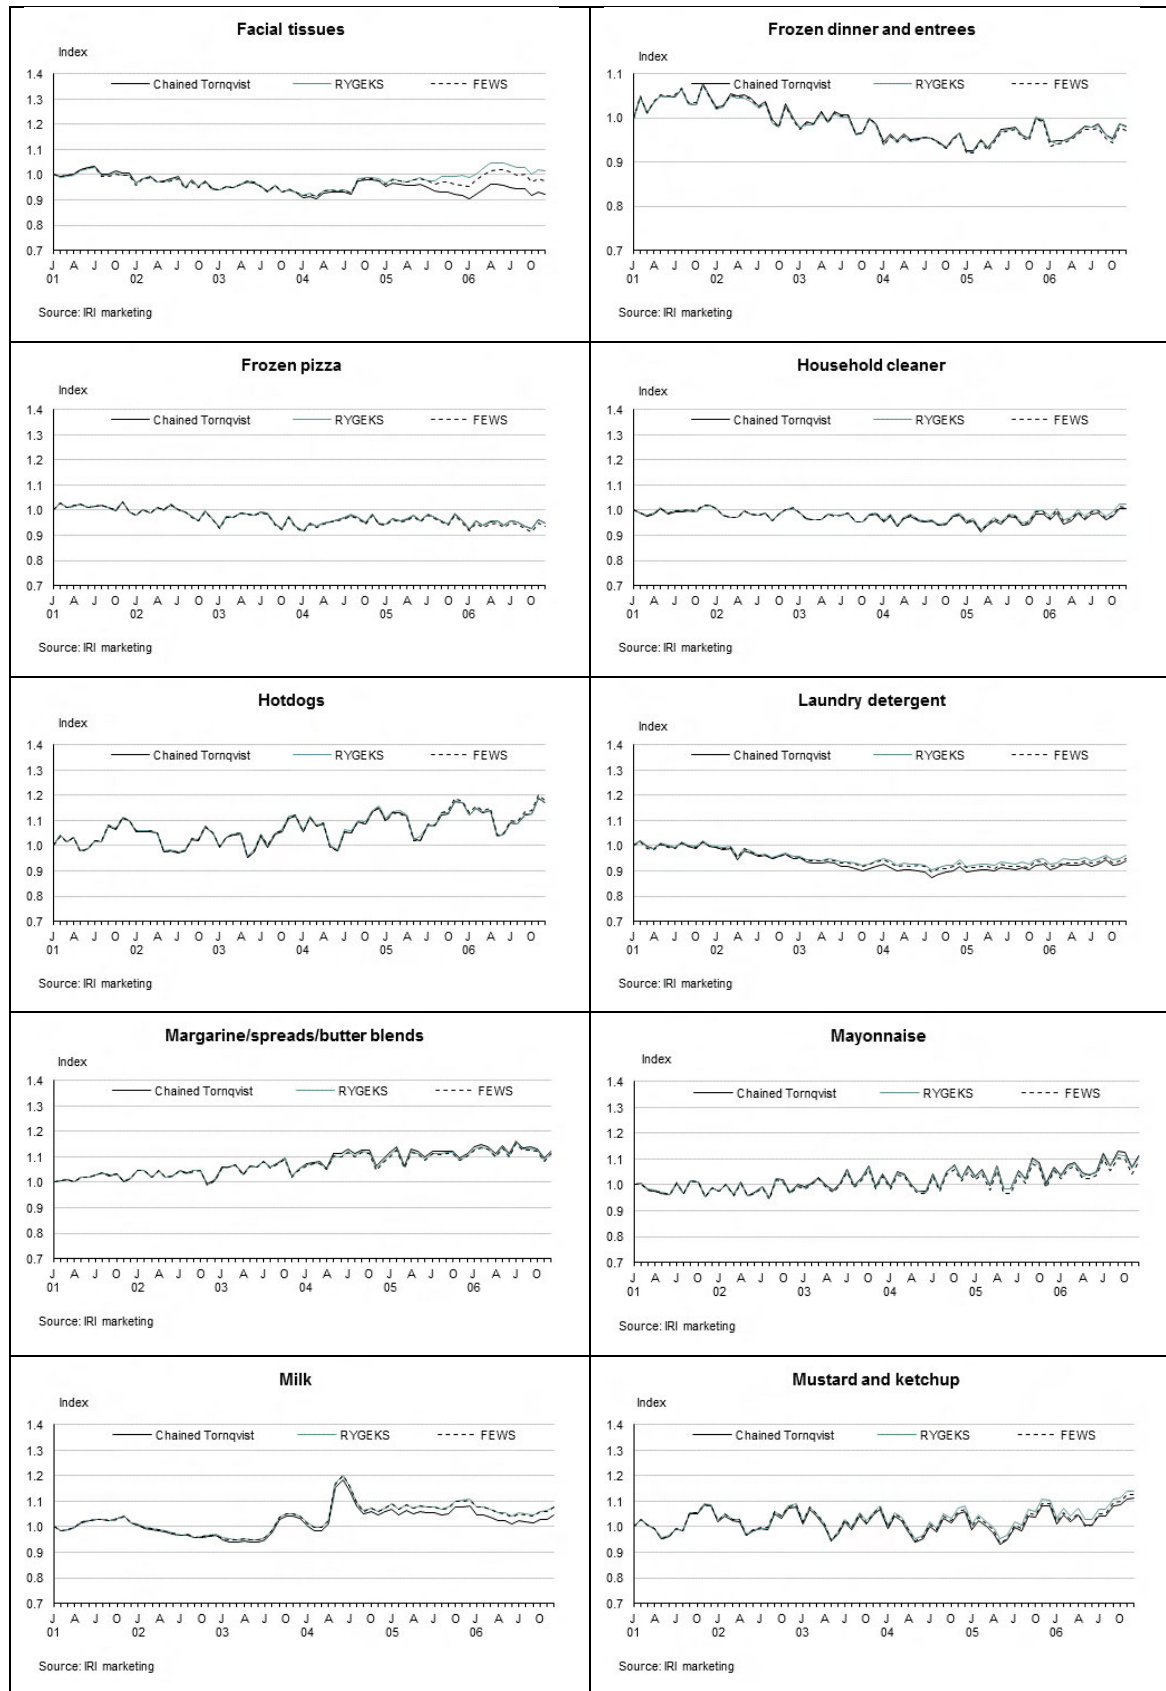 Facial tissues
Index
1.4
Chained Tornqvist RYGEKS FEWS
1.3
1.2
1.1
1.0
0.9
0.8
0.7
J A J O J A J O J A J O J A J O J A J O J A J O
01 02 03 04 05 06
Source: IRI marketing
Frozen dinner and entrees
Index
1.1
Chained Tornqvist RYGEKS FEWS
1.0
0.9
0.8
0.7
J A J O J A J O J A J O J A J O J A J O J A J O
01 02 03 04 05 06
Source: IRI marketing
Frozen pizza
Index
1.4
Chained Tornqvist RYGEKS FEWS
1.3
1.2
1.1
1.0
0.9
0.8
0.7
J A J O J A J O J A J O J A J O J A J O J A J O
01 02 03 04 05 06
Source: IRI marketing
Household cleaner
Index
1.4
Chained Tornqvist RYGEKS FEWS
1.3
1.2
1.1
1.0
0.9
0.8
0.7
J A J O J A J O J A J O J A J O J A J O J A J O
01 02 03 04 05 06
Source: IRI marketing
Hotdogs
Index
1.4
Chained Tornqvist RYGEKS FEWS
1.3
1.2
1.1
1.0
0.9
0.8
0.7
J A J O J A J O J A J O J A J O J A J O J A J O
01 02 03 04 05 06
Source: IRI marketing
Laundry detergent
Index
1.4
Chained Tornqvist RYGEKS FEWS
1.3
1.2
1.1
1.0
0.9
0.8
0.7
J A J O J A J O J A J O J A J O J A J O J A J O
01 02 03 04 05 06
Source: IRI marketing
Margarine/spreads/butter blends
Index
1.4
Chained Tornqvist RYGEKS FEWS
1.3
1.2
1.1
1.0
0.9
0.8
0.7
J A J O J A J O J A J O J A J O J A J O J A J O
01 02 03 04 05 06
Source: IRI marketing
Mayonnaise
Index
1.4
Chained Tornqvist RYGEKS FEWS
1.3
1.2
1.1
1.0
0.9
0.8
0.7
J A J O J A J O J A J O J A J O J A J O J A J O
01 02 03 04 05 06
Source: IRI marketing
Milk
Index
1.4
Chained Tornqvist RYGEKS FEWS
1.3
1.2
1.1
1.0
0.9
0.8
0.7
J A J O J A J O J A J O J A J O J A J O J A J O
01 02 03 04 05 06
Source: IRI marketing
Mustard and ketchup
Index
1.4
Chained Tornqvist RYGEKS FEWS
1.3
1.2
1.1
1.0
0.9
0.8
0.7
J A J O J A J O J A J O J A J O J A J O J A J O
01 02 03 04 05 06
Source: IRI marketing